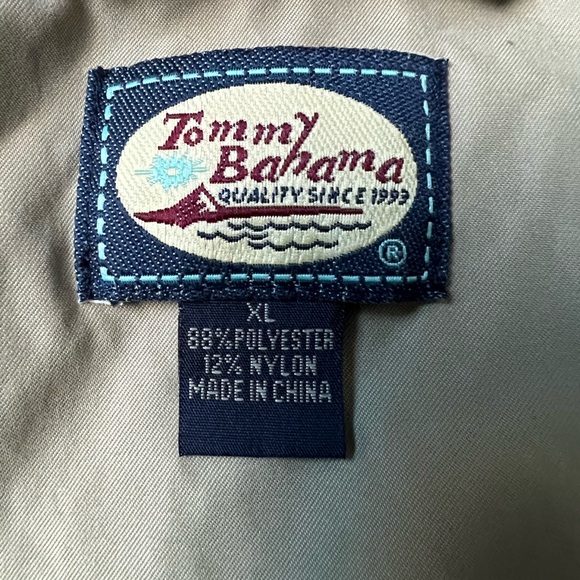 Tommy
Bahama
QUALITY SINCE 1993
®
XL
88% POLYESTER
12% NYLON
MADE IN CHINA